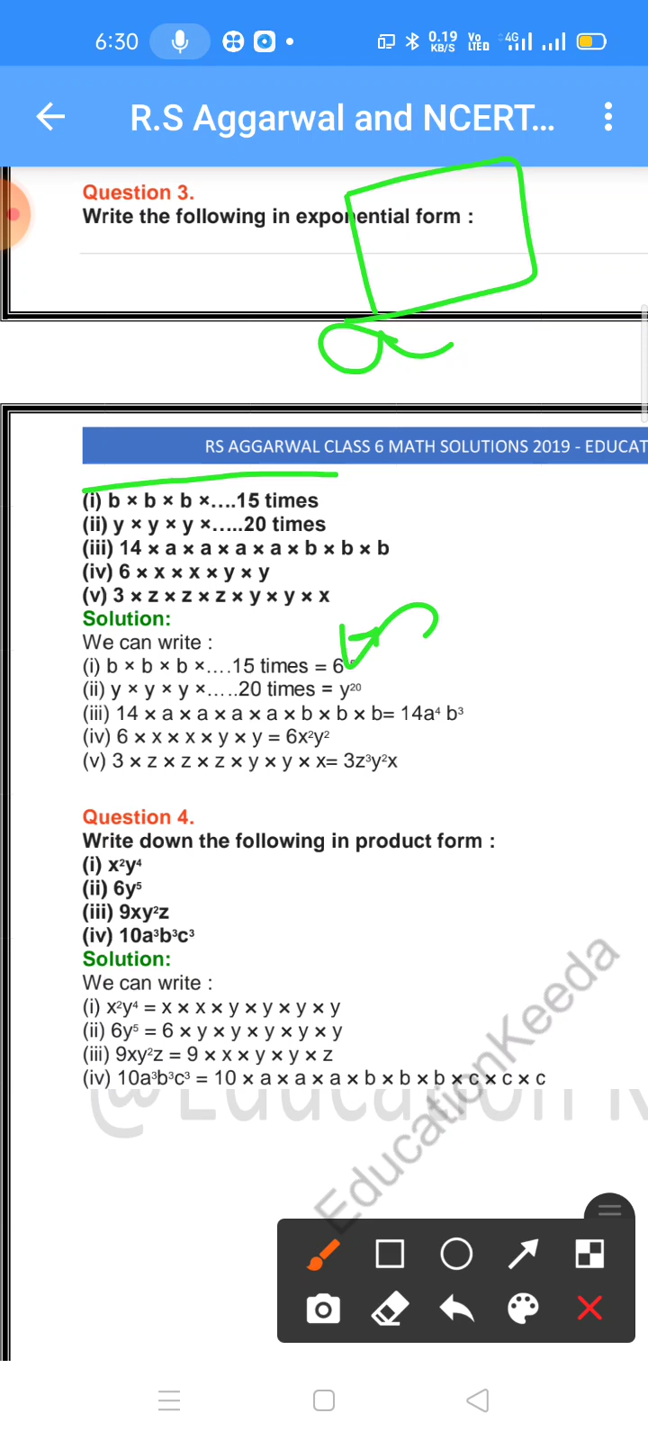 6:30
0.19 KB/S Vo LTED 4G
R.S Aggarwal and NCERT...
Question 3.
Write the following in exponential form :
RS AGGARWAL CLASS 6 MATH SOLUTIONS 2019 - EDUCAT
(i) b × b × b ×….15 times
(ii) y × y × y ×…..20 times
(iii) 14 × a × a × a × a × b × b × b
(iv) 6 × x × x × y × y
(v) 3 × z × z × z × y × y × x
Solution:
We can write :
(i) b × b × b ×….15 times = 6
(ii) y × y × y ×…..20 times = y²⁰
(iii) 14 × a × a × a × a × b × b × b= 14a⁴ b³
(iv) 6 × x × x × y × y = 6x²y²
(v) 3 × z × z × z × y × y × x= 3z³y²x
Question 4.
Write down the following in product form :
(i) x²y⁴
(ii) 6y⁵
(iii) 9xy²z
(iv) 10a³b³c³
Solution:
We can write :
(i) x²y⁴ = x × x × y × y × y × y
(ii) 6y⁵ = 6 × y × y × y × y × y
(iii) 9xy²z = 9 × x × y × y × z
(iv) 10a³b³c³ = 10 × a × a × a × b × b × b × c × c × c
EducationKeeda